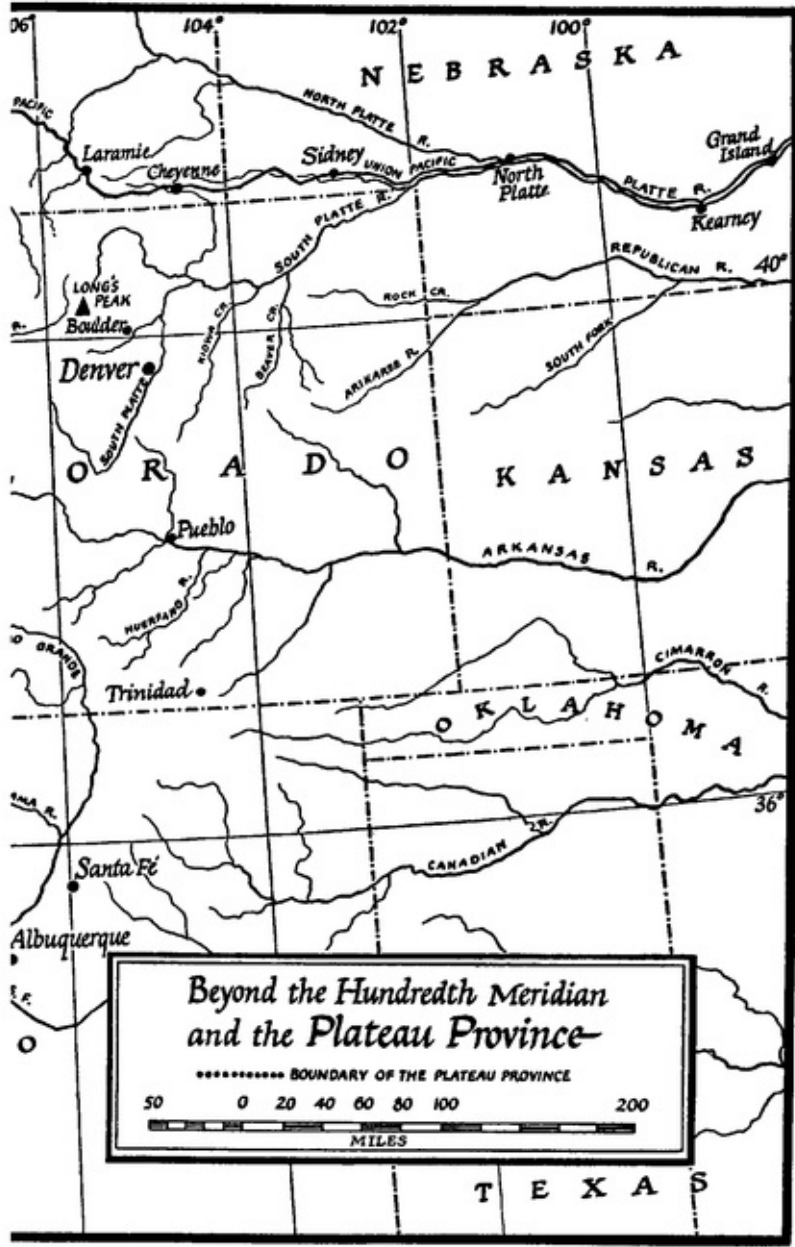 06° 104° 102° 100°
NEBRASKA
PACIFIC
NORTH PLATTE R.
Laramie
Cheyenne
Sidney
UNION PACIFIC
North
Platte
Grand
Island
PLATTE R.
Kearney
SOUTH PLATTE R.
REPUBLICAN R.
40°
LONG'S
PEAK
R.
Boulder
ROCK CR.
KIOWA CR.
BEAVER CR.
Denver
ARIKAREE R.
SOUTH FORK
SOUTH PLATTE
ORADO
KANSAS
Pueblo
ARKANSAS R.
HUERFANO R.
O GRANDE
CIMARRON R.
Trinidad
OKLAHOMA
AMA R.
36°
CANADIAN R.
Santa Fé
Albuquerque
E F.
O
Beyond the Hundredth Meridian
and the Plateau Province
BOUNDARY OF THE PLATEAU PROVINCE
50 0 20 40 60 80 100 200
MILES
TEXAS